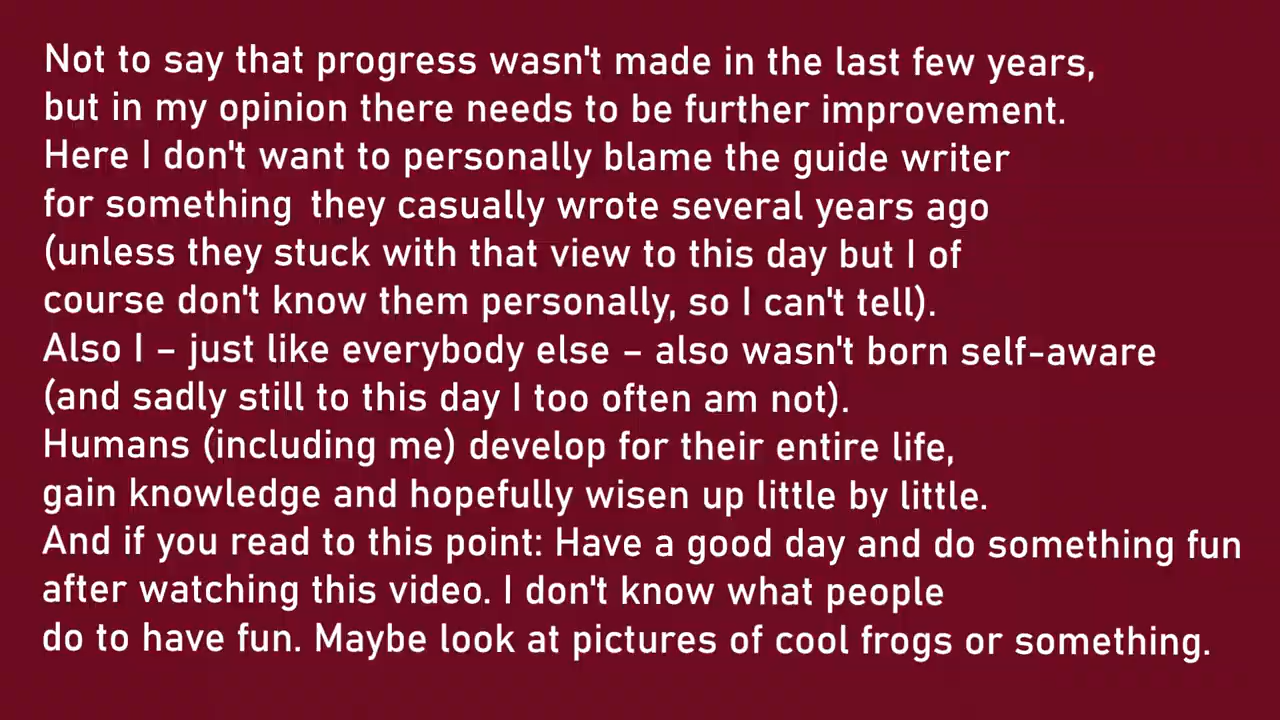 Not to say that progress wasn't made in the last few years,
but in my opinion there needs to be further improvement.
Here I don't want to personally blame the guide writer
for something  they casually wrote several years ago
(unless they stuck with that view to this day but I of
course don't know them personally, so I can't tell).
Also I – just like everybody else – also wasn't born self-aware
(and sadly still to this day I too often am not).
Humans (including me) develop for their entire life,
gain knowledge and hopefully wisen up little by little.
And if you read to this point: Have a good day and do something fun
after watching this video. I don't know what people
do to have fun. Maybe look at pictures of cool frogs or something.